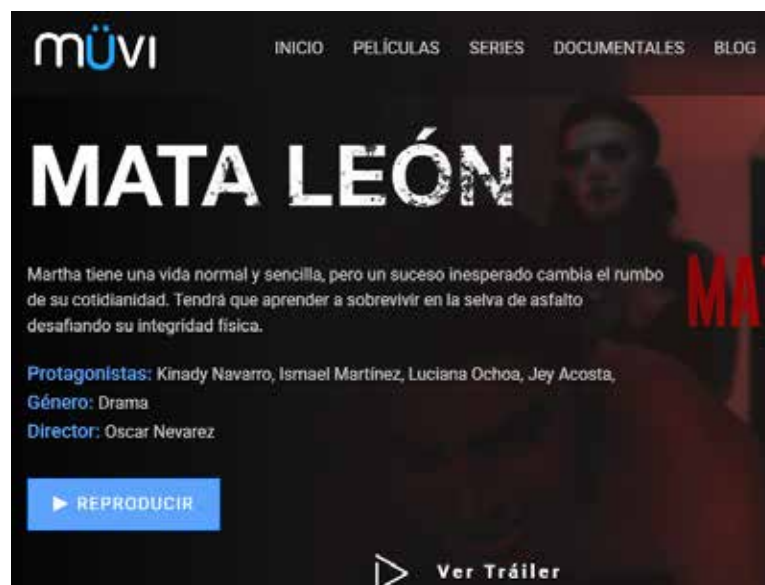 müvi
INICIO PELÍCULAS SERIES DOCUMENTALES BLOG
MATA LEÓN
Martha tiene una vida normal y sencilla, pero un suceso inesperado cambia el rumbo
de su cotidianidad. Tendrá que aprender a sobrevivir en la selva de asfalto
desafiando su integridad física.
MA
Protagonistas: Kinady Navarro, Ismael Martínez, Luciana Ochoa, Jey Acosta,
Género: Drama
Director: Oscar Nevarez
REPRODUCIR
Ver Tráiler